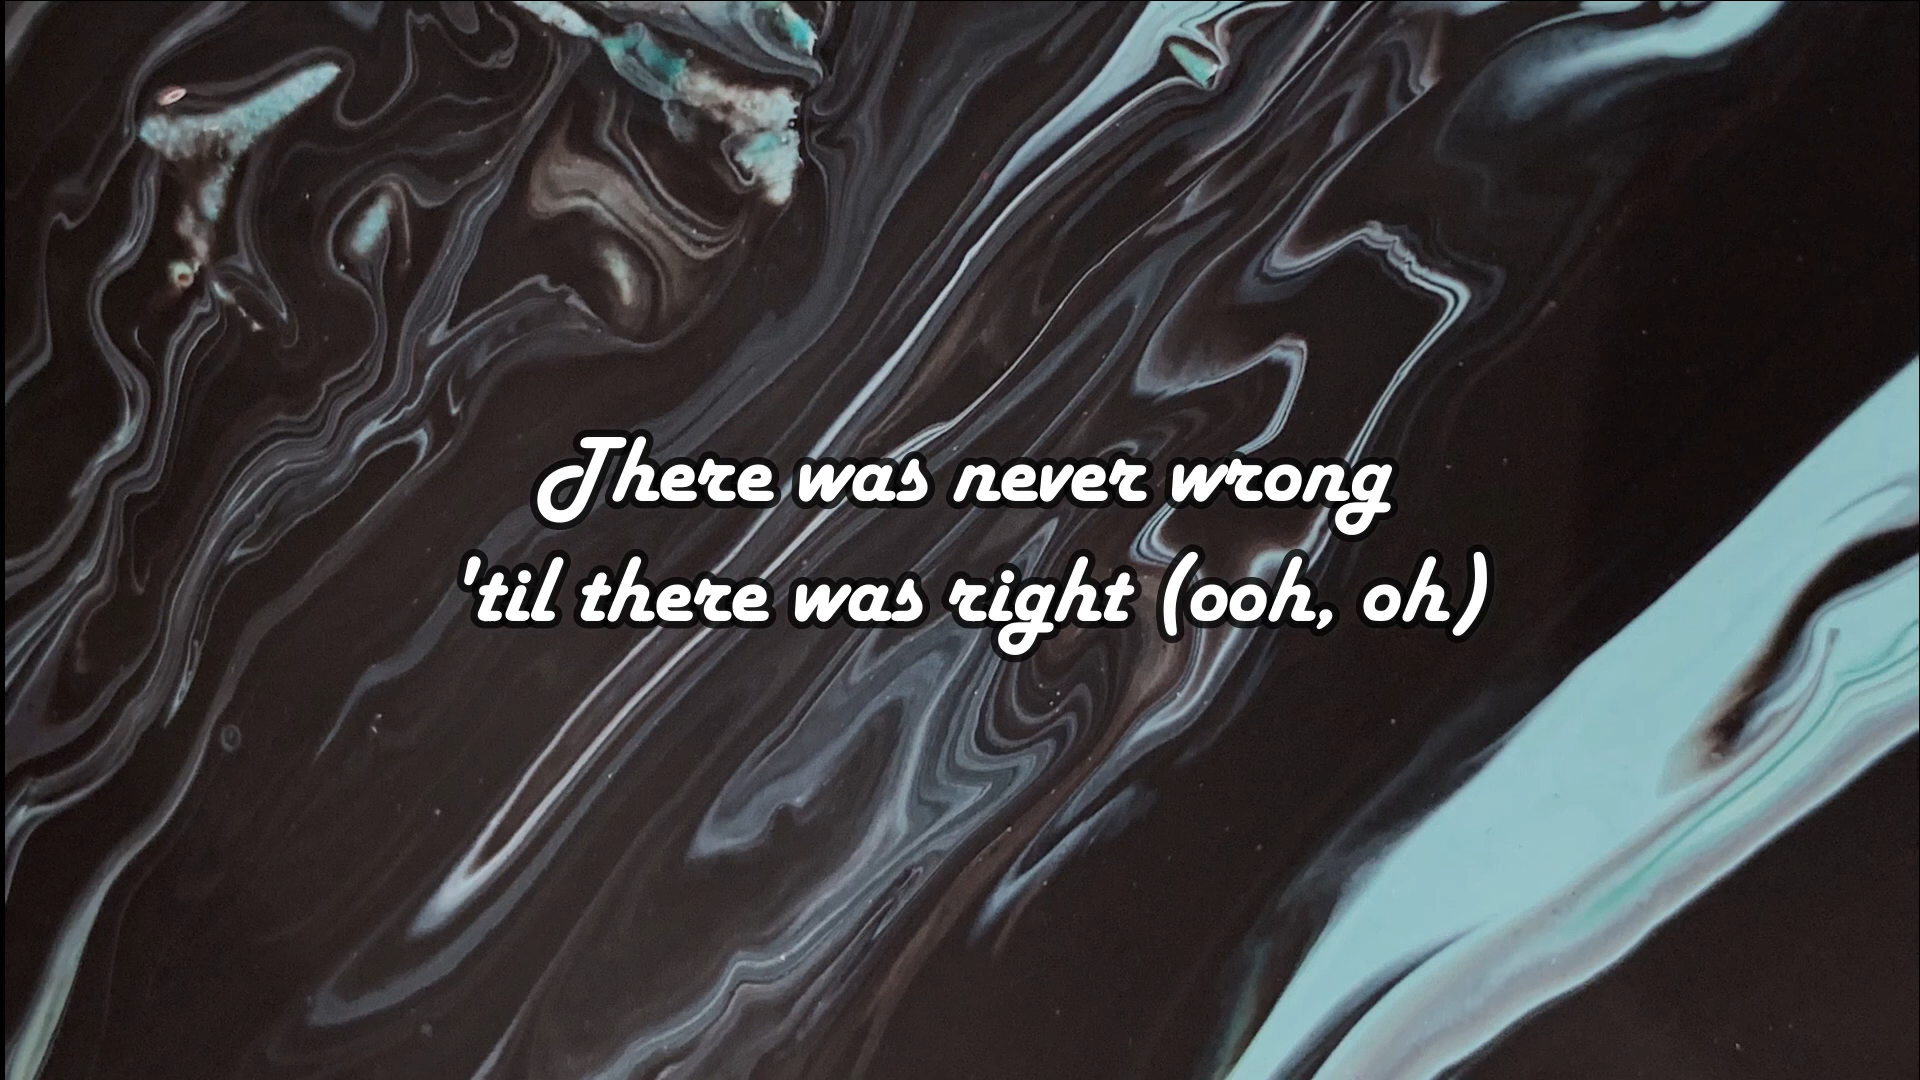 There was never wrong
'til there was right (ooh, oh)